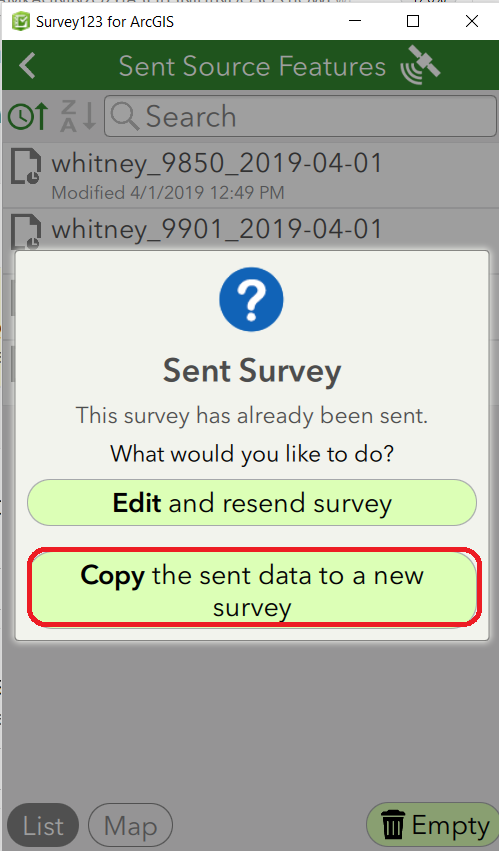 Survey123 for ArcGIS
Sent Source Features
Z
A
Search
whitney_9850_2019-04-01
Modified 4/1/2019 12:49 PM
whitney_9901_2019-04-01
?
Sent Survey
This survey has already been sent.
What would you like to do?
Edit and resend survey
Copy the sent data to a new
survey
List
Map
Empty